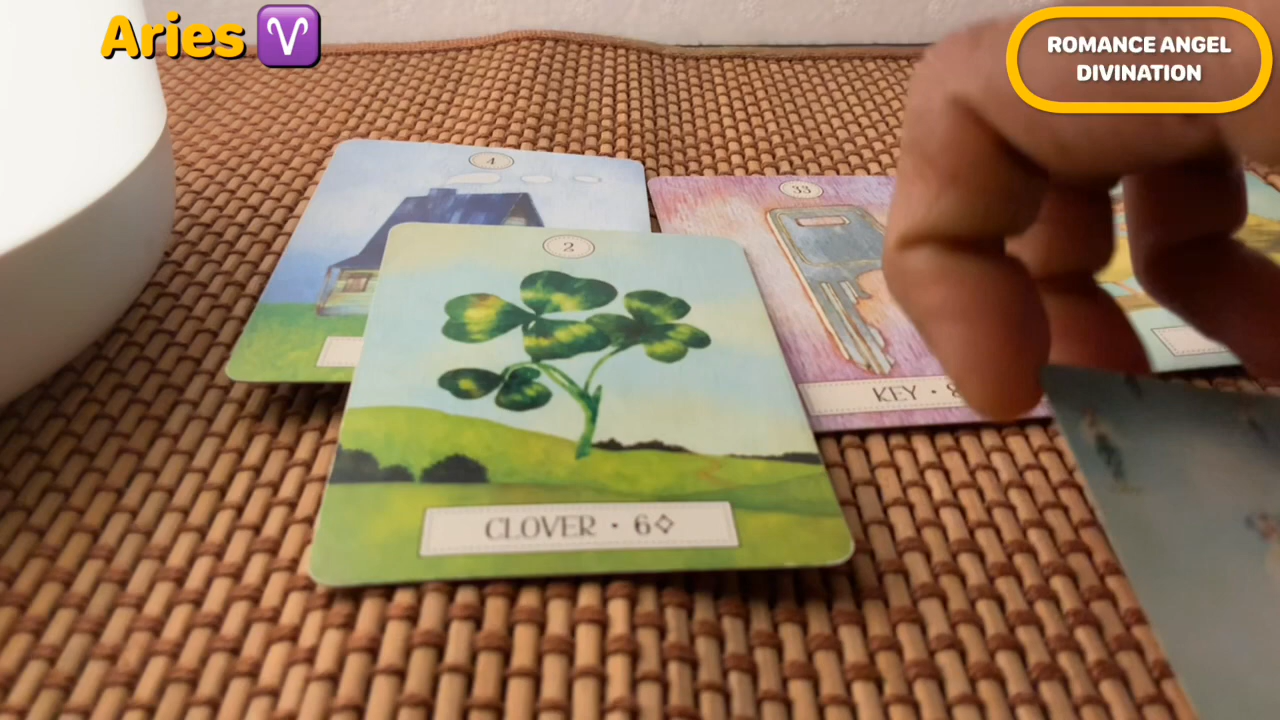 Aries ♈
ROMANCE ANGEL
DIVINATION
4
33
2
KEY •
CLOVER • 6◇